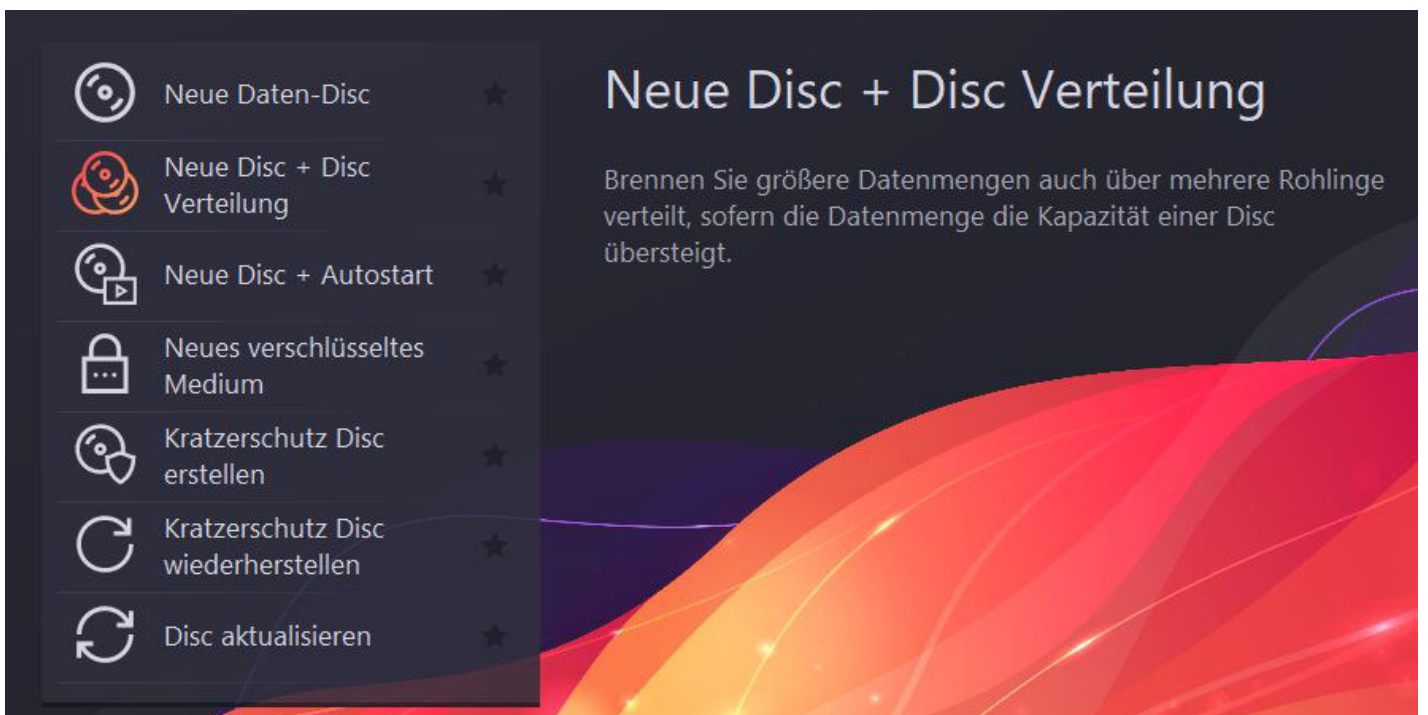 Neue Daten-Disc
Neue Disc + Disc
Verteilung
Neue Disc + Autostart
Neues verschlüsseltes
Medium
Kratzerschutz Disc
erstellen
Kratzerschutz Disc
wiederherstellen
Disc aktualisieren
Neue Disc + Disc Verteilung
Brennen Sie größere Datenmengen auch über mehrere Rohlinge
verteilt, sofern die Datenmenge die Kapazität einer Disc
übersteigt.